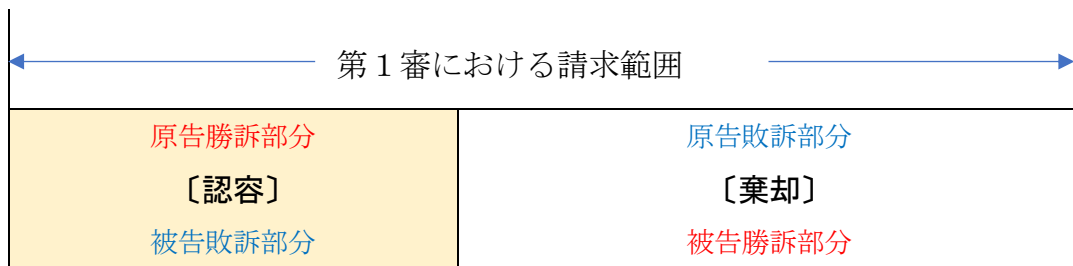 第１審における請求範囲
原告勝訴部分
〔認容〕
被告敗訴部分
原告敗訴部分
〔棄却〕
被告勝訴部分